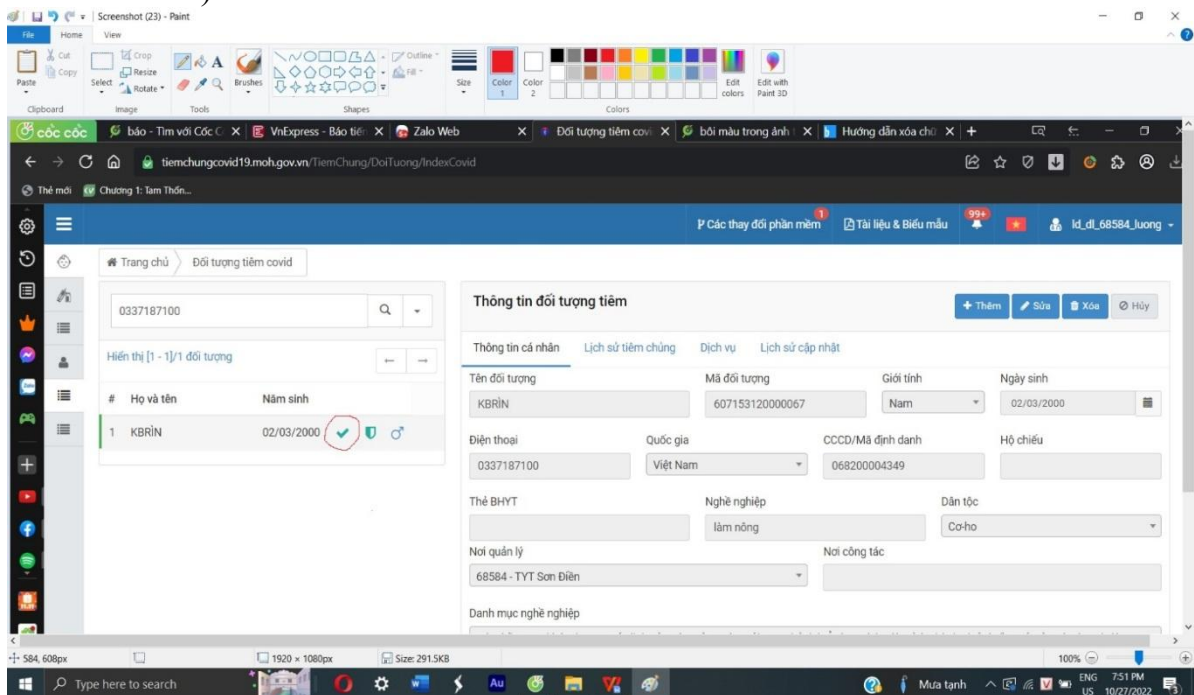 Screenshot (23) - Paint
File Home View
Paste
Cut
Copy
Clipboard
Select
Crop
Resize
Rotate
Image
Tools
Brushes
Outline
Fill
Shapes
Size
Color 1
Color 2
Edit colors
Colors
Edit with Paint 3D
cốc cốc
báo - Tìm với Cốc C
VnExpress - Báo tiến
Zalo Web
Đối tượng tiêm covi
bôi màu trong ảnh t
Hướng dẫn xóa chữ
tiemchungcovid19.moh.gov.vn/TiemChung/DoiTuong/IndexCovid
Thẻ mới
Chương 1: Tam Thốn...
Các thay đổi phần mềm 1
Tài liệu & Biểu mẫu
99+
ld_dl_68584_luong
Trang chủ
Đối tượng tiêm covid
0337187100
Hiển thị [1 - 1]/1 đối tượng
# Họ và tên Năm sinh
1 KBRÌN 02/03/2000
Thông tin đối tượng tiêm
Thêm Sửa Xóa Hủy
Thông tin cá nhân Lịch sử tiêm chủng Dịch vụ Lịch sử cập nhật
Tên đối tượng Mã đối tượng Giới tính Ngày sinh
KBRÌN 607153120000067 Nam 02/03/2000
Điện thoại Quốc gia CCCD/Mã định danh Hộ chiếu
0337187100 Việt Nam 068200004349
Thẻ BHYT Nghề nghiệp Dân tộc
làm nông Cơ-ho
Nơi quản lý Nơi công tác
68584 - TYT Sơn Điền
Danh mục nghề nghiệp
584, 608px
1920 × 1080px
Size: 291.5KB
100%
Type here to search
Mưa tạnh
ENG US
7:51 PM
10/27/2022